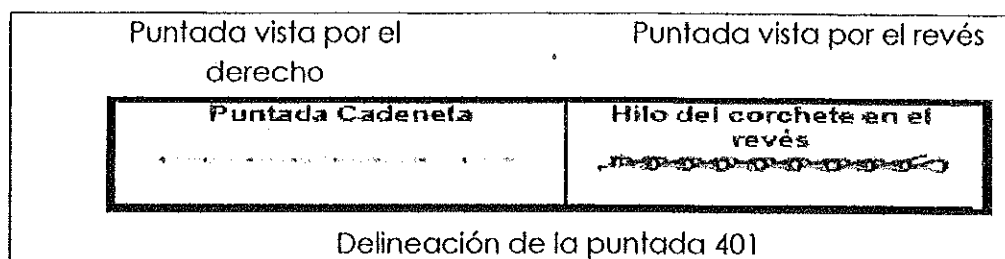 Puntada vista por el
derecho
Puntada vista por el revés
Puntada Cadeneta
Hilo del corchete en el
revés
Delineación de la puntada 401